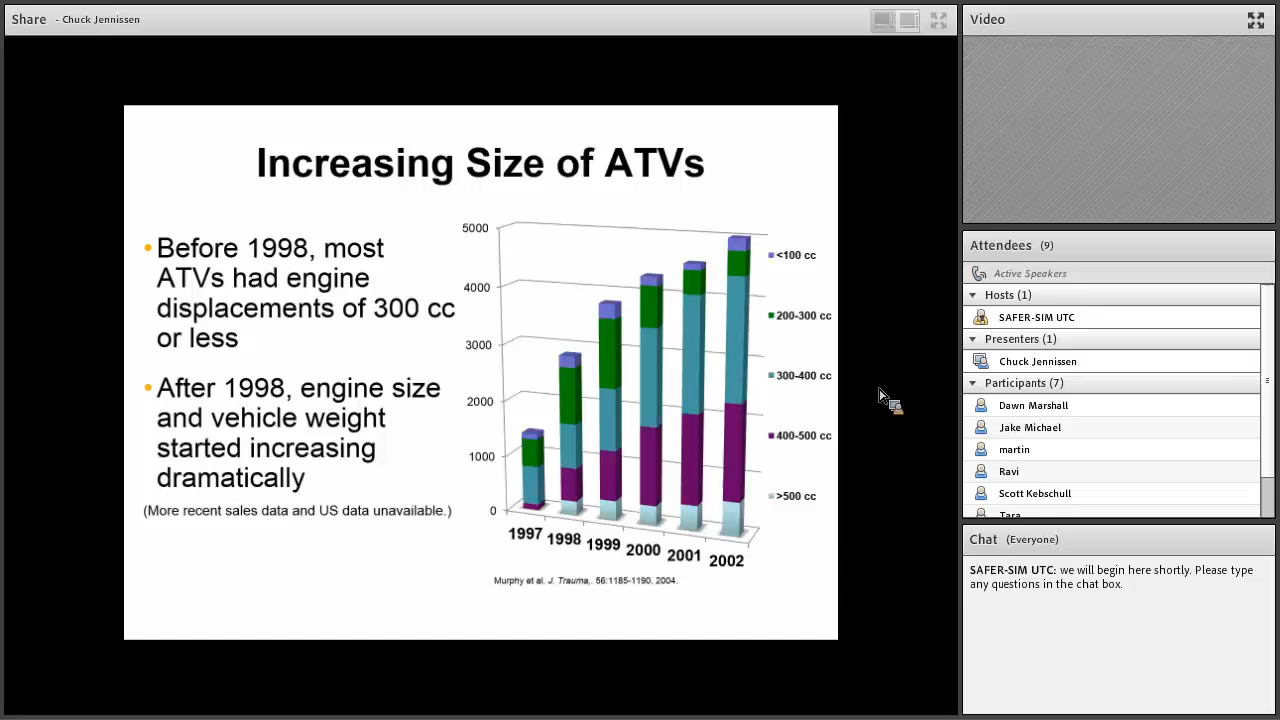 Share - Chuck Jennissen
Increasing Size of ATVs
•Before 1998, most
ATVs had engine
displacements of 300 cc
or less
•After 1998, engine size
and vehicle weight
started increasing
dramatically
(More recent sales data and US data unavailable.)
5000
4000
3000
2000
1000
0
1997 1998 1999 2000 2001 2002
<100 cc
200-300 cc
300-400 cc
400-500 cc
>500 cc
Murphy et al. J. Trauma,. 56:1185-1190, 2004.
Video
Attendees (9)
Active Speakers
Hosts (1)
SAFER-SIM UTC
Presenters (1)
Chuck Jennissen
Participants (7)
Dawn Marshall
Jake Michael
martin
Ravi
Scott Kebschull
Tara
Chat (Everyone)
SAFER-SIM UTC: we will begin here shortly. Please type
any questions in the chat box.